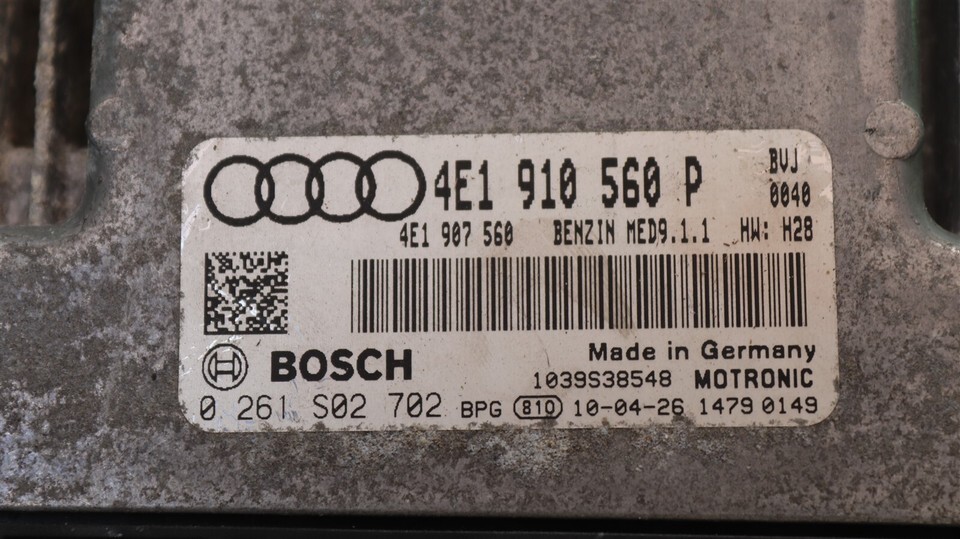 4E1 910 560 P BVJ
0040
4E1 907 560 BENZIN MED9.1.1 HW: H28
BOSCH Made in Germany
1039S38548 MOTRONIC
0 261 S02 702 BPG 810 10-04-26 1479 0149